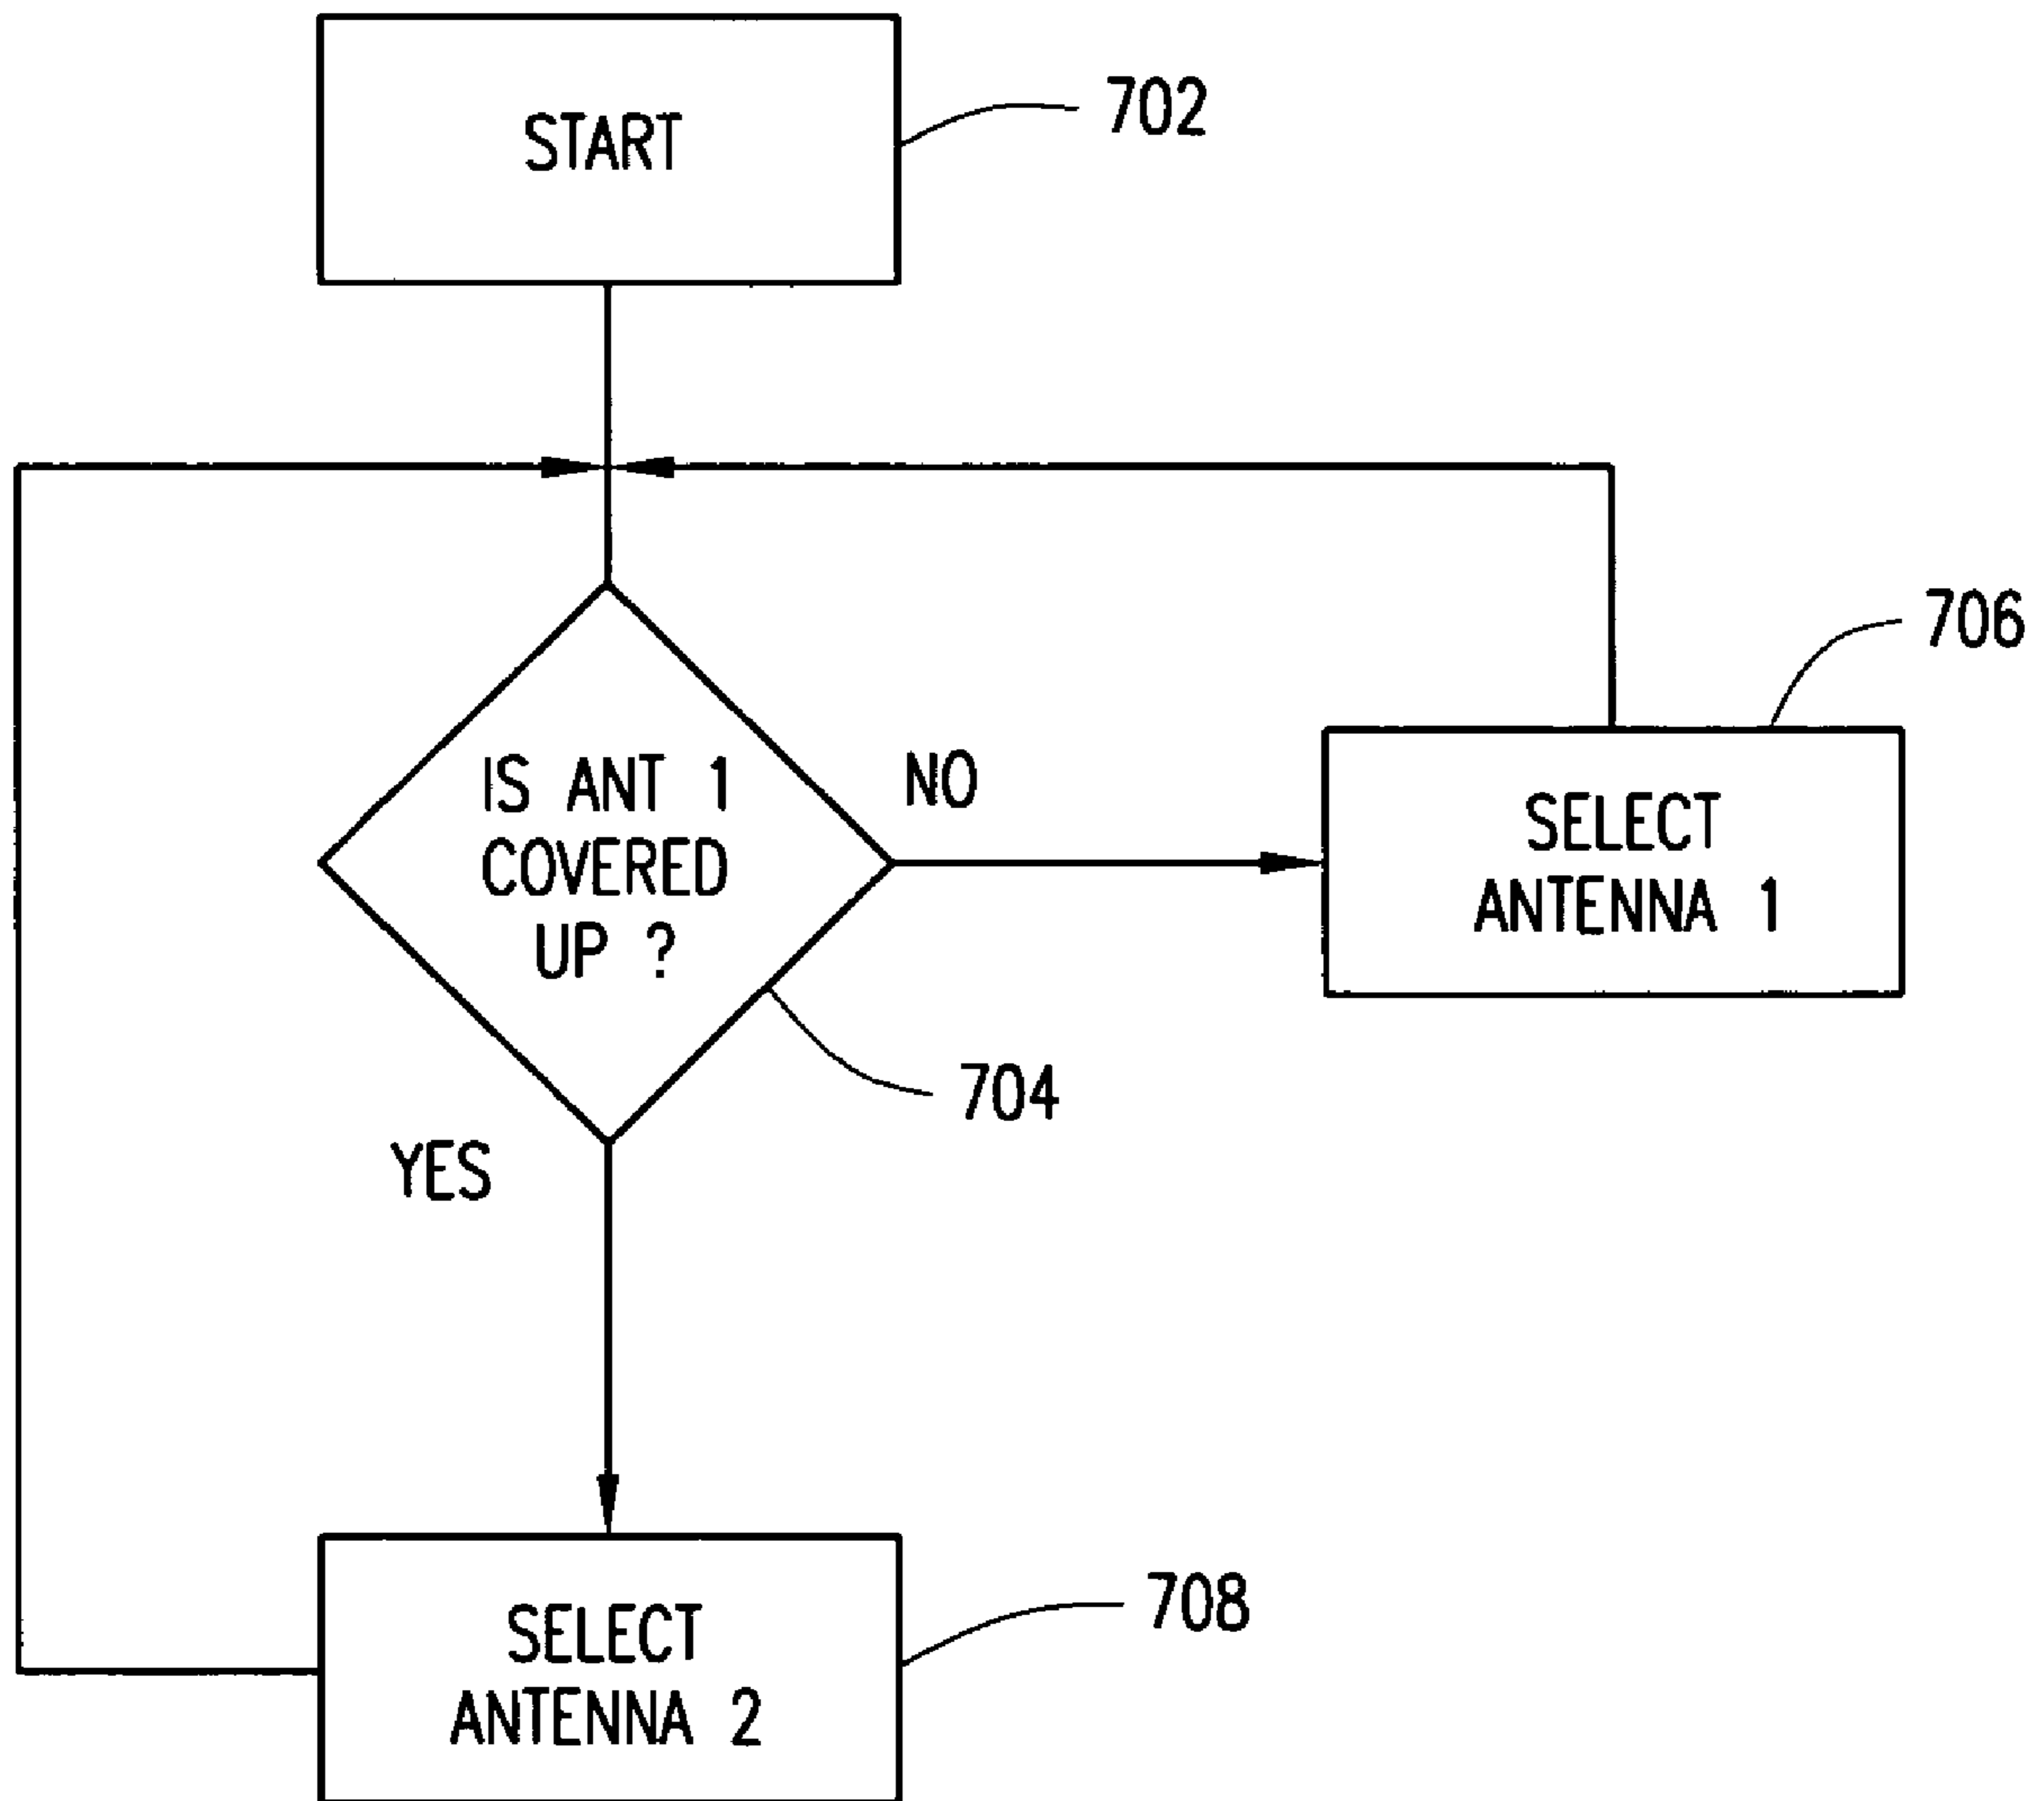 START
702
706
IS ANT 1
COVERED
UP ?
NO
SELECT
ANTENNA 1
704
YES
708
SELECT
ANTENNA 2